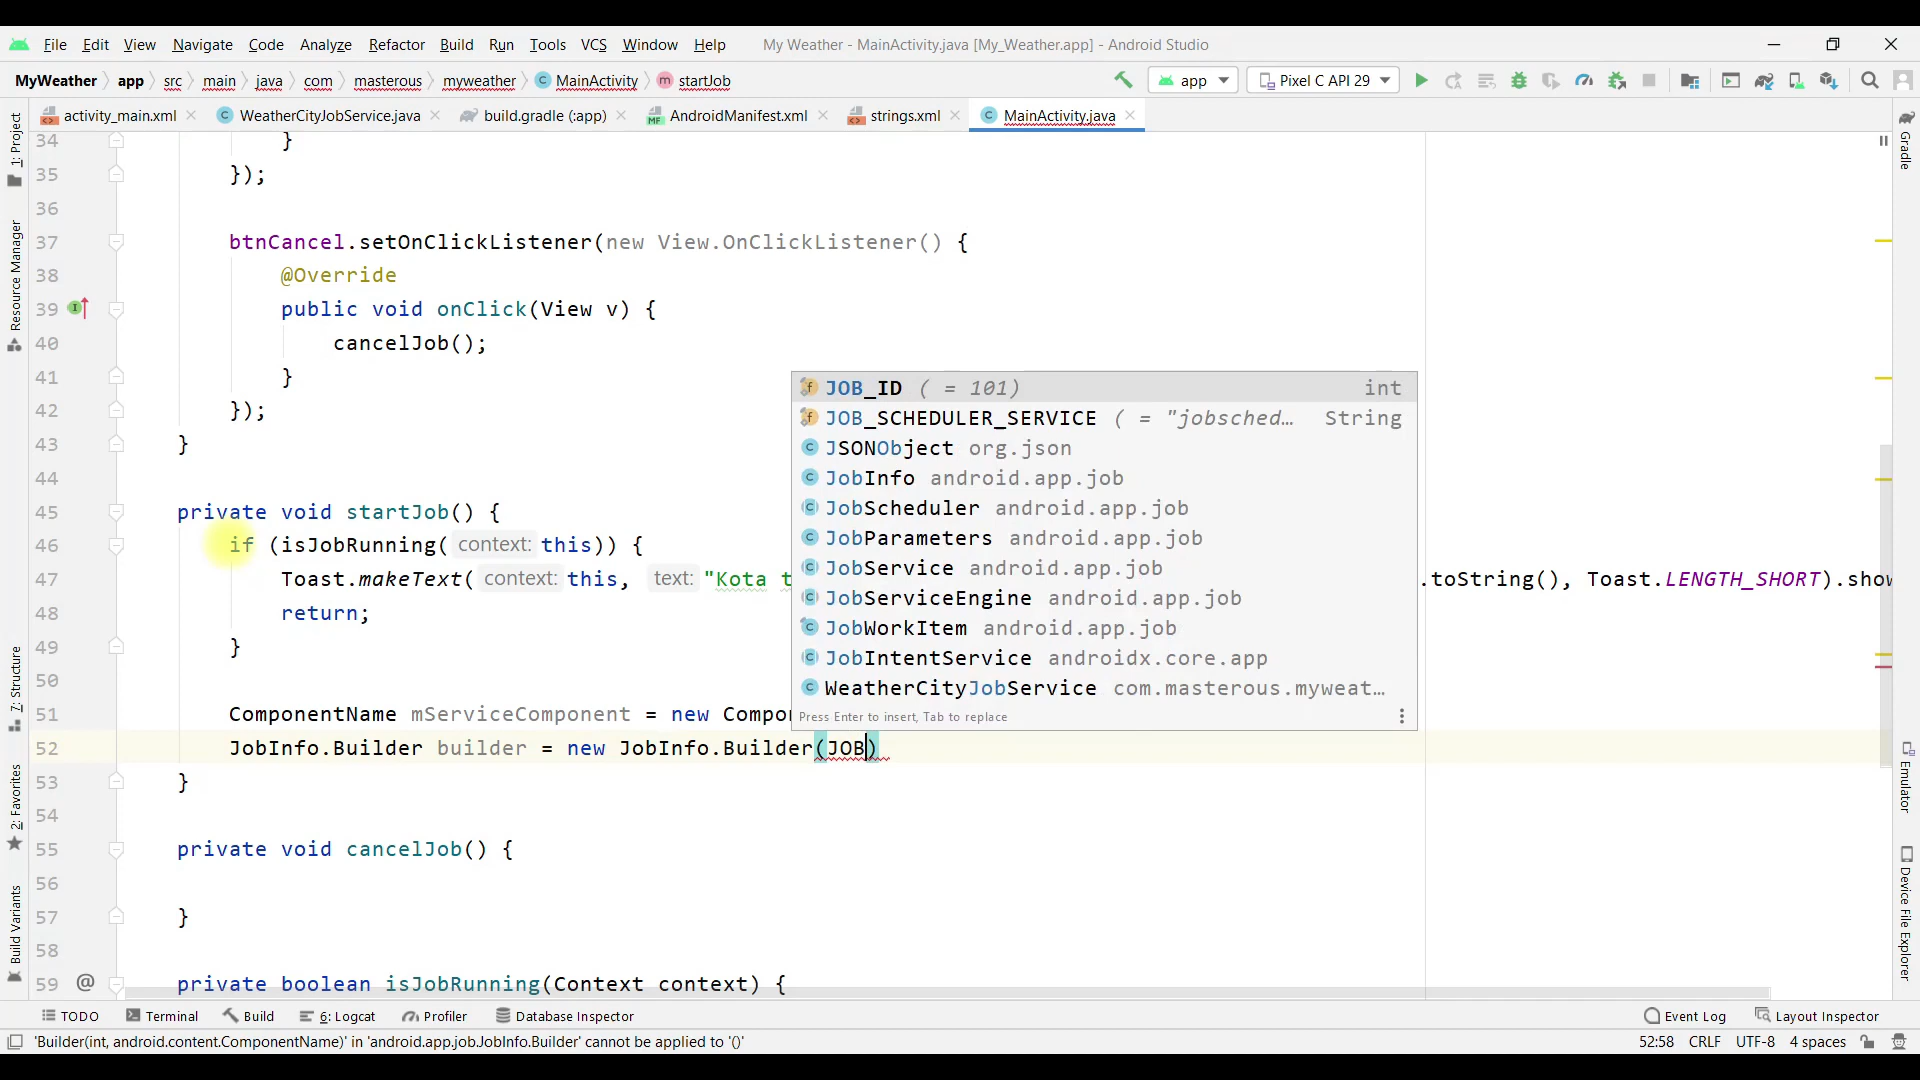 File Edit View Navigate Code Analyze Refactor Build Run Tools VCS Window Help My Weather - MainActivity.java [My_Weather.app] - Android Studio
MyWeather app src main java com masterous myweather MainActivity startJob app Pixel C API 29
activity_main.xml WeatherCityJobService.java build.gradle (:app) AndroidManifest.xml strings.xml MainActivity.java
1: Project
Resource Manager
7: Structure
2: Favorites
Build Variants
34 }
35 });
36
37 btnCancel.setOnClickListener(new View.OnClickListener() {
38 @Override
39 public void onClick(View v) {
40 cancelJob();
41 }
42 });
43 }
44
45 private void startJob() {
46 if (isJobRunning( context: this)) {
47 Toast.makeText( context: this, text: "Kota t .toString(), Toast.LENGTH_SHORT).show
48 return;
49 }
50
51 ComponentName mServiceComponent = new Compon
52 JobInfo.Builder builder = new JobInfo.Builder(JOB)
53 }
54
55 private void cancelJob() {
56
57 }
58
59 @ private boolean isJobRunning(Context context) {
JOB_ID ( = 101) int
JOB_SCHEDULER_SERVICE ( = "jobsched… String
JSONObject org.json
JobInfo android.app.job
JobScheduler android.app.job
JobParameters android.app.job
JobService android.app.job
JobServiceEngine android.app.job
JobWorkItem android.app.job
JobIntentService androidx.core.app
WeatherCityJobService com.masterous.myweat…
Press Enter to insert, Tab to replace
Gradle
Emulator
Device File Explorer
TODO Terminal Build 6: Logcat Profiler Database Inspector Event Log Layout Inspector
'Builder(int, android.content.ComponentName)' in 'android.app.job.JobInfo.Builder' cannot be applied to '()' 52:58 CRLF UTF-8 4 spaces